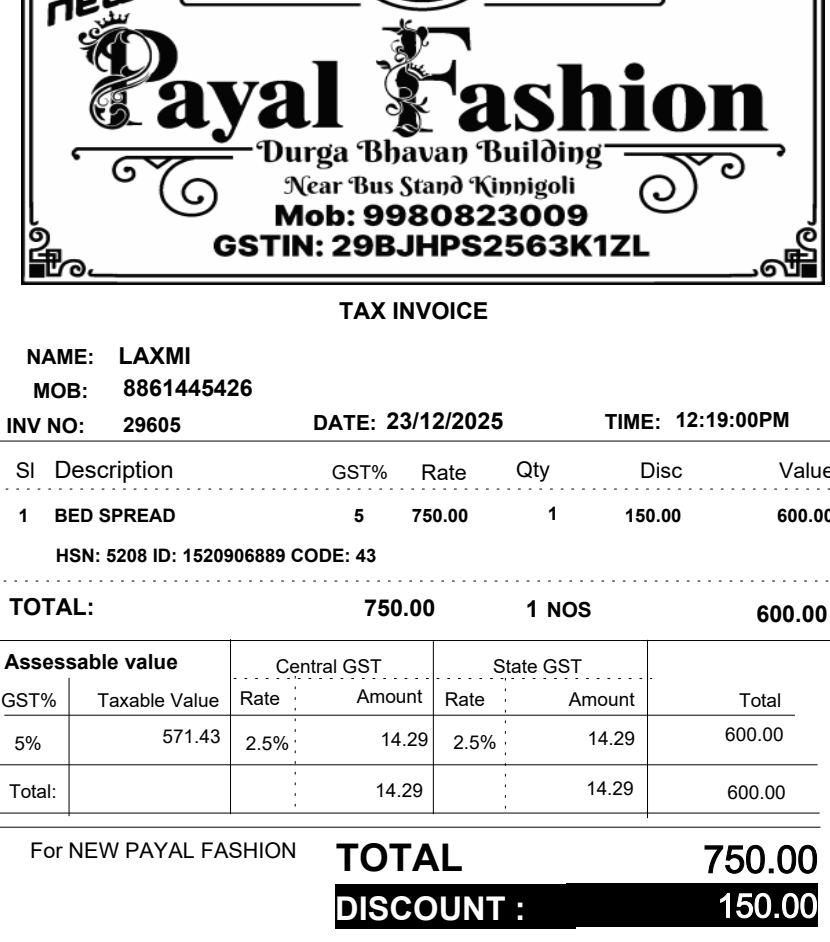 new
Payal Fashion
Durga Bhavan Building
Near Bus Stand Kinnigoli
Mob: 9980823009
GSTIN: 29BJHPS2563K1ZL
TAX INVOICE
NAME: LAXMI
MOB: 8861445426
INV NO: 29605 DATE: 23/12/2025 TIME: 12:19:00PM
Sl Description GST% Rate Qty Disc Value
1 BED SPREAD 5 750.00 1 150.00 600.00
HSN: 5208 ID: 1520906889 CODE: 43
TOTAL: 750.00 1 NOS 600.00
Assessable value Central GST State GST
GST% Taxable Value Rate Amount Rate Amount Total
5% 571.43 2.5% 14.29 2.5% 14.29 600.00
Total: 14.29 14.29 600.00
For NEW PAYAL FASHION TOTAL 750.00
DISCOUNT : 150.00